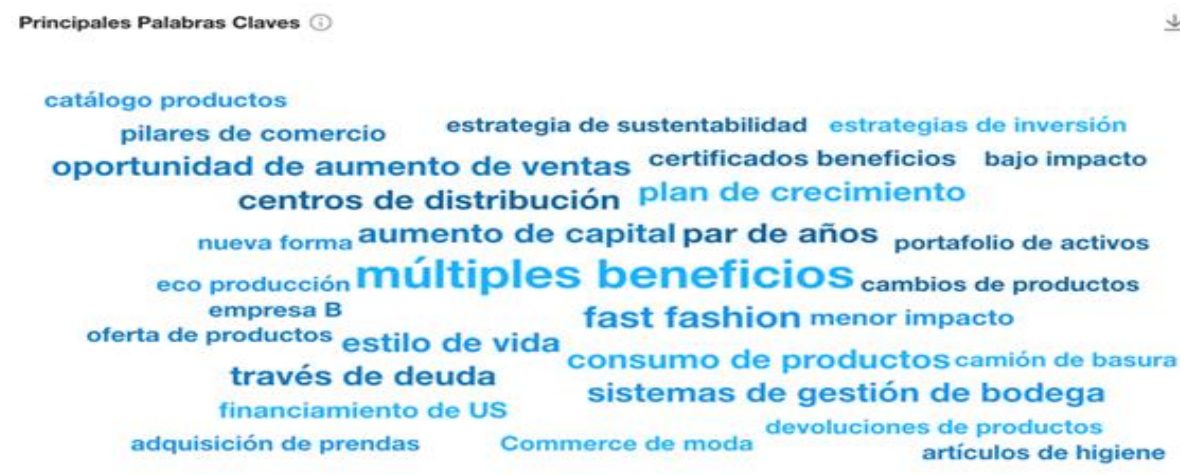 Principales Palabras Claves
catálogo productos
pilares de comercio estrategia de sustentabilidad estrategias de inversión
oportunidad de aumento de ventas certificados beneficios bajo impacto
centros de distribución plan de crecimiento
nueva forma aumento de capital par de años portafolio de activos
eco producción múltiples beneficios cambios de productos
empresa B fast fashion menor impacto
oferta de productos estilo de vida consumo de productos camión de basura
través de deuda sistemas de gestión de bodega
financiamiento de US devoluciones de productos
adquisición de prendas Commerce de moda artículos de higiene